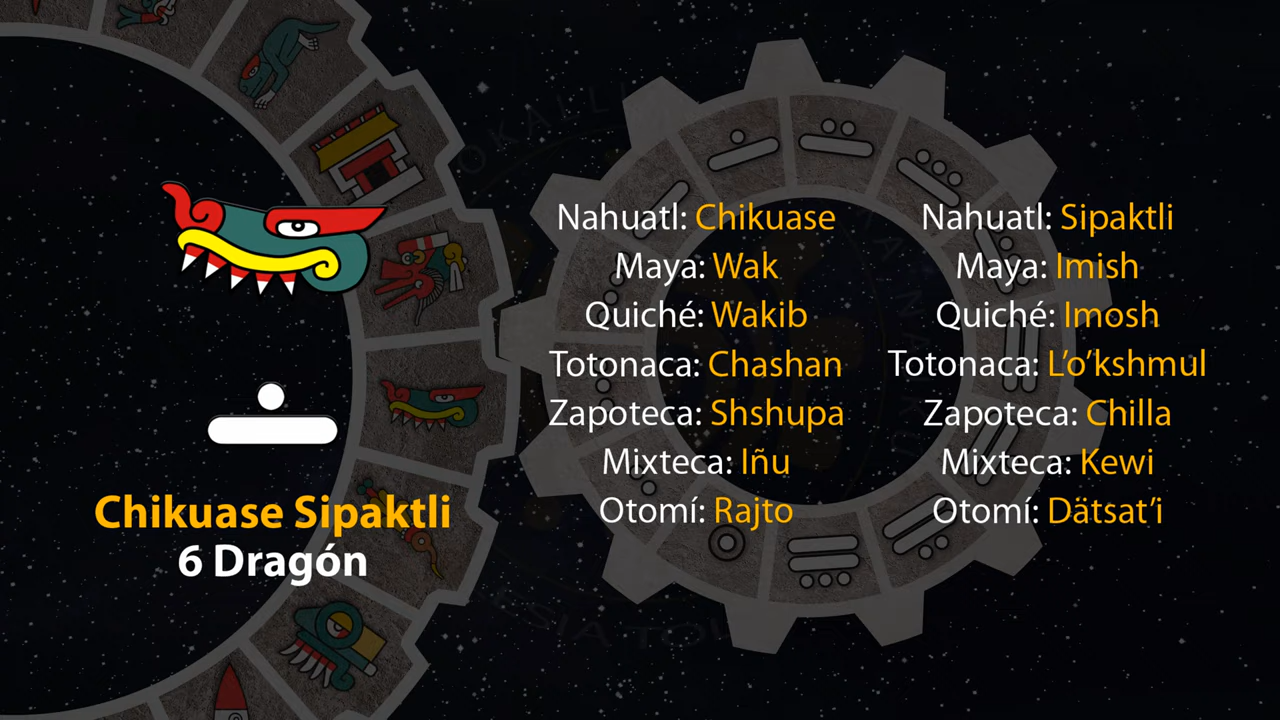 Chikuase Sipaktli
6 Dragón
Nahuatl: Chikuase
Maya: Wak
Quiché: Wakib
Totonaca: Chashan
Zapoteca: Shshupa
Mixteca: Iñu
Otomí: Rajto
Nahuatl: Sipaktli
Maya: Imish
Quiché: Imosh
Totonaca: L’o’kshmul
Zapoteca: Chilla
Mixteca: Kewi
Otomí: Dätsat’i